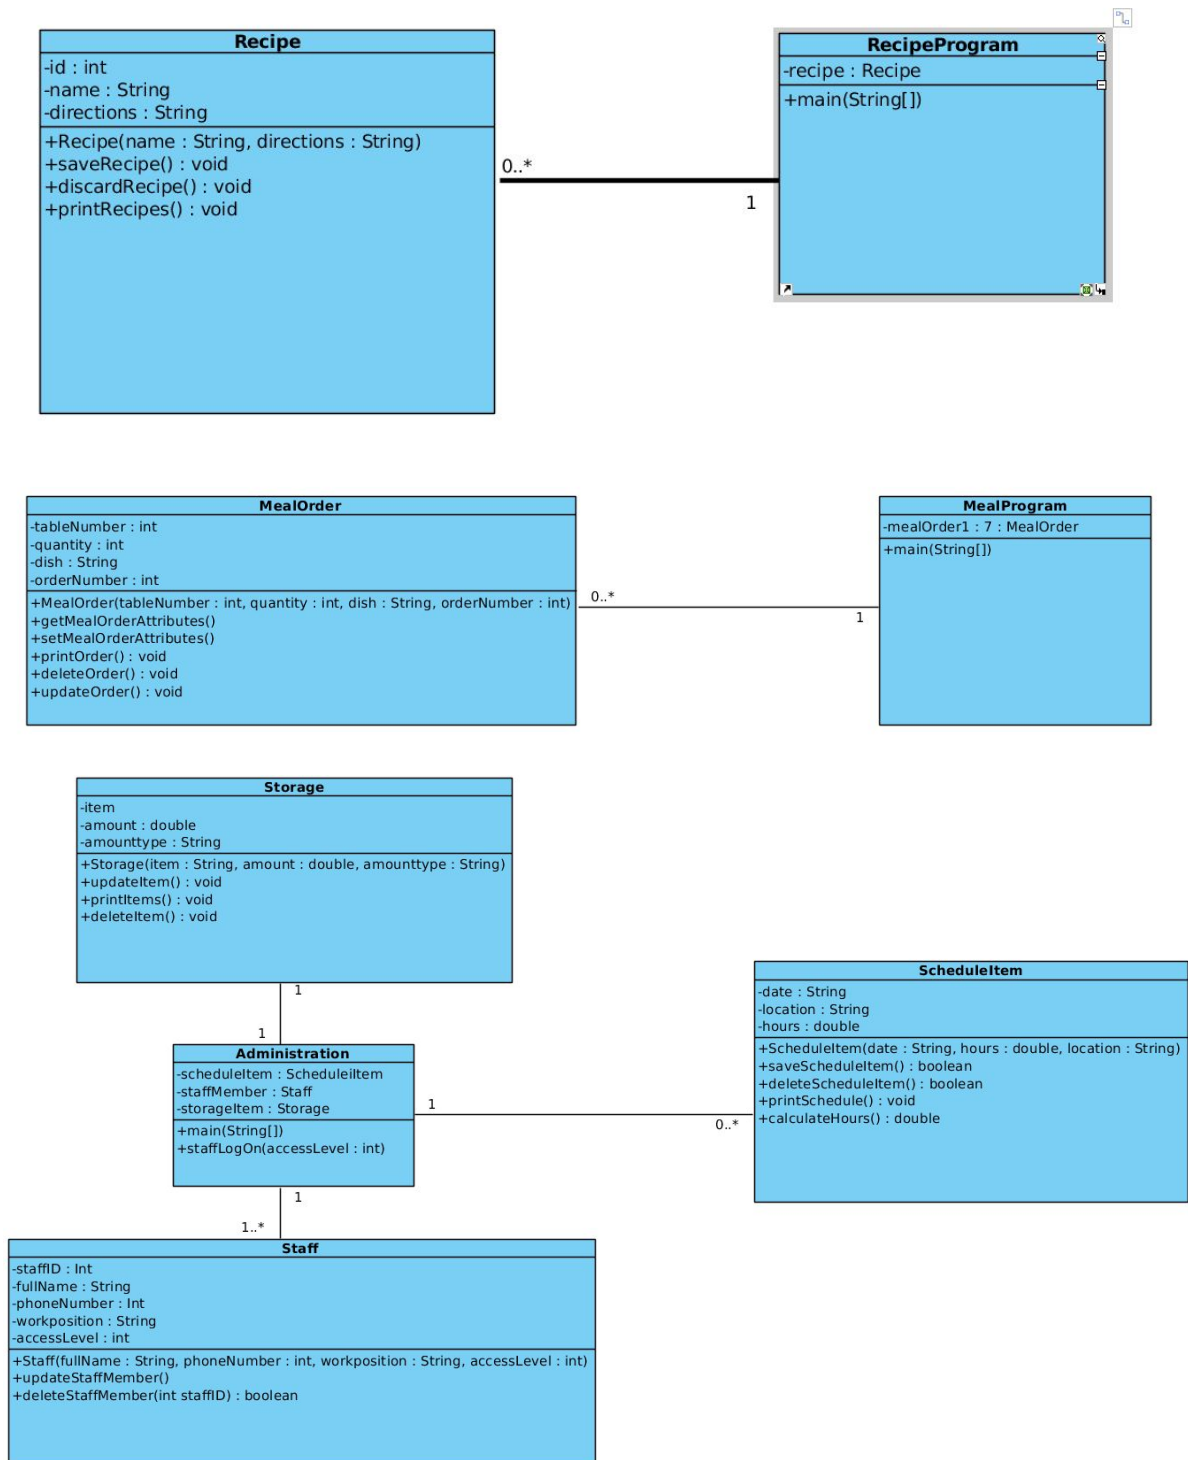 Recipe
-id : int
-name : String
-directions : String
+Recipe(name : String, directions : String)
+saveRecipe() : void
+discardRecipe() : void
+printRecipes() : void
0..*
1
RecipeProgram
-recipe : Recipe
+main(String[])
MealOrder
-tableNumber : int
-quantity : int
-dish : String
-orderNumber : int
+MealOrder(tableNumber : int, quantity : int, dish : String, orderNumber : int)
+getMealOrderAttributes()
+setMealOrderAttributes()
+printOrder() : void
+deleteOrder() : void
+updateOrder() : void
0..*
1
MealProgram
-mealOrder1 : 7 : MealOrder
+main(String[])
Storage
-item
-amount : double
-amounttype : String
+Storage(item : String, amount : double, amounttype : String)
+updateItem() : void
+printItems() : void
+deleteItem() : void
1
1
Administration
-scheduleItem : ScheduleiItem
-staffMember : Staff
-storageItem : Storage
+main(String[])
+staffLogOn(accessLevel : int)
1
0..*
ScheduleItem
-date : String
-location : String
-hours : double
+ScheduleItem(date : String, hours : double, location : String)
+saveScheduleItem() : boolean
+deleteScheduleItem() : boolean
+printSchedule() : void
+calculateHours() : double
1
1..*
Staff
-staffID : Int
-fullName : String
-phoneNumber : Int
-workposition : String
-accessLevel : int
+Staff(fullName : String, phoneNumber : int, workposition : String, accessLevel : int)
+updateStaffMember()
+deleteStaffMember(int staffID) : boolean